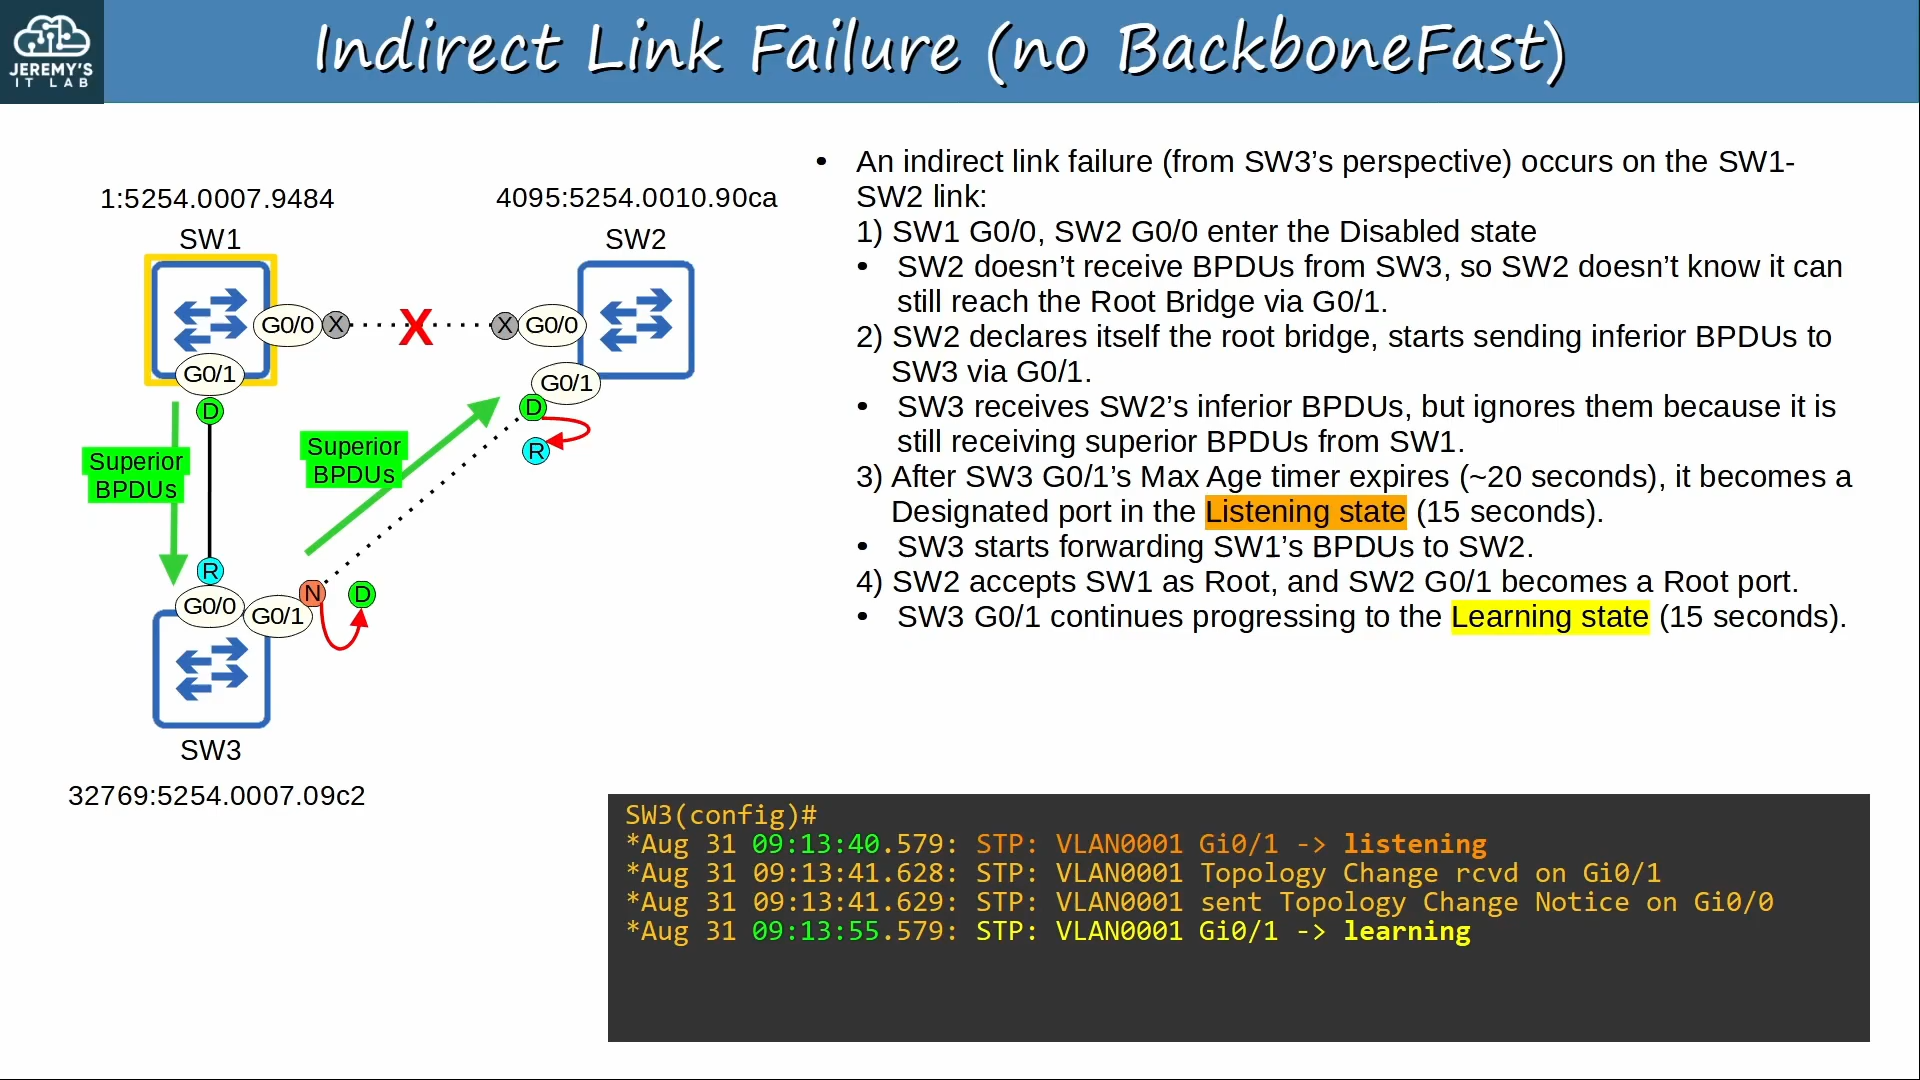 JEREMY'S
IT LAB
Indirect Link Failure (no BackboneFast)
1:5254.0007.9484
4095:5254.0010.90ca
SW1
SW2
G0/0
X
X
X
G0/0
G0/1
G0/1
D
D
R
Superior
BPDUs
Superior
BPDUs
R
N
D
G0/0
G0/1
SW3
32769:5254.0007.09c2
• An indirect link failure (from SW3’s perspective) occurs on the SW1-
SW2 link:
1) SW1 G0/0, SW2 G0/0 enter the Disabled state
• SW2 doesn’t receive BPDUs from SW3, so SW2 doesn’t know it can
still reach the Root Bridge via G0/1.
2) SW2 declares itself the root bridge, starts sending inferior BPDUs to
SW3 via G0/1.
• SW3 receives SW2’s inferior BPDUs, but ignores them because it is
still receiving superior BPDUs from SW1.
3) After SW3 G0/1’s Max Age timer expires (~20 seconds), it becomes a
Designated port in the Listening state (15 seconds).
• SW3 starts forwarding SW1’s BPDUs to SW2.
4) SW2 accepts SW1 as Root, and SW2 G0/1 becomes a Root port.
• SW3 G0/1 continues progressing to the Learning state (15 seconds).
SW3(config)#
*Aug 31 09:13:40.579: STP: VLAN0001 Gi0/1 -> listening
*Aug 31 09:13:41.628: STP: VLAN0001 Topology Change rcvd on Gi0/1
*Aug 31 09:13:41.629: STP: VLAN0001 sent Topology Change Notice on Gi0/0
*Aug 31 09:13:55.579: STP: VLAN0001 Gi0/1 -> learning